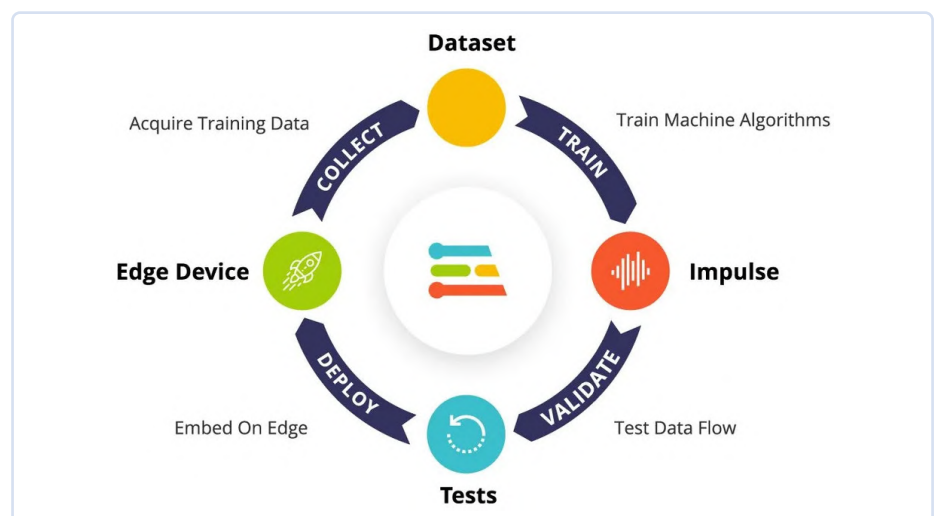 Dataset
Acquire Training Data
COLLECT
TRAIN
Train Machine Algorithms
Edge Device
Impulse
DEPLOY
VALIDATE
Embed On Edge
Test Data Flow
Tests